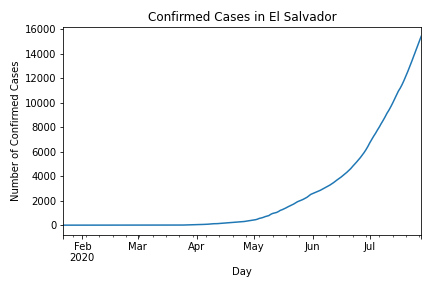 Confirmed Cases in El Salvador
16000
14000
12000
10000
8000
6000
4000
2000
0
Number of Confirmed Cases
Feb Mar Apr May Jun Jul
2020
Day